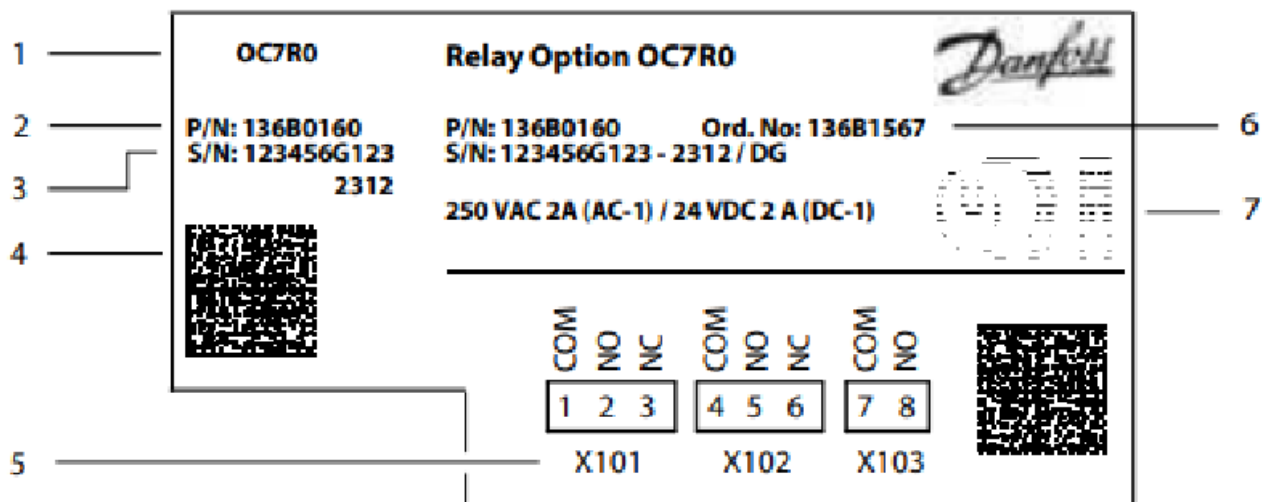 1
OC7R0
Relay Option OC7R0
Danfoss
2
P/N: 136B0160
P/N: 136B0160 Ord. No: 136B1567
6
3
S/N: 123456G123
S/N: 123456G123 - 2312 / DG
2312
250 VAC 2A (AC-1) / 24 VDC 2 A (DC-1)
7
4
COM NO NC COM NO NC COM NO
1 2 3 4 5 6 7 8
5
X101 X102 X103